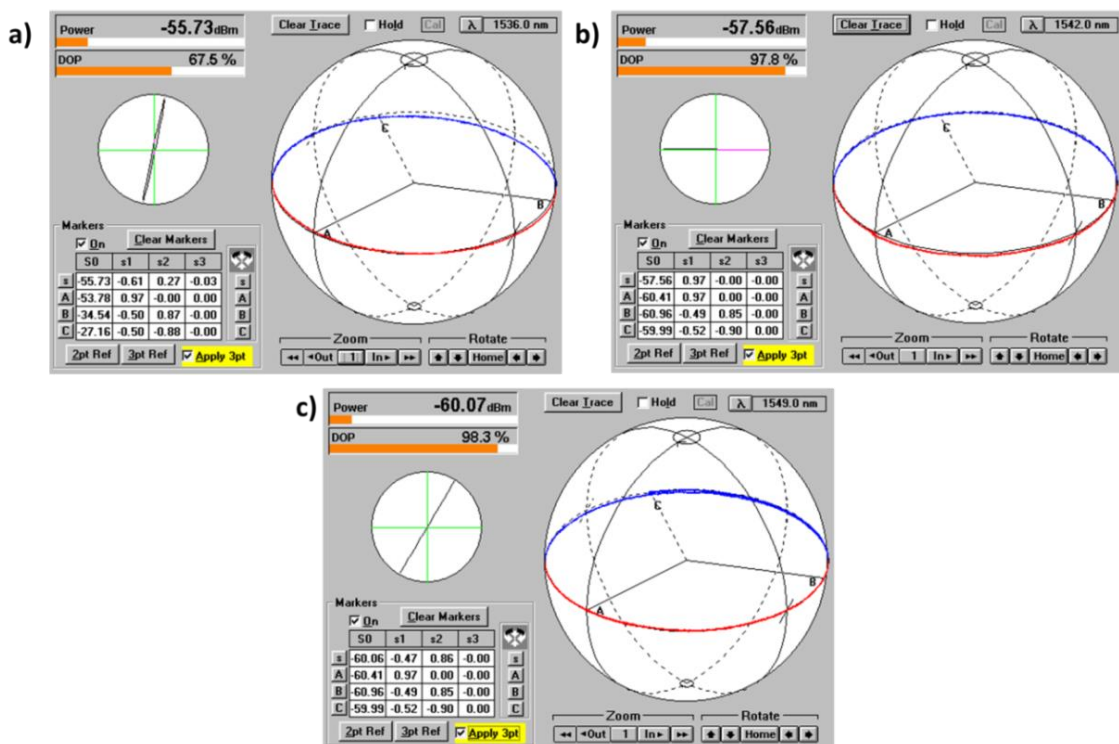 a)
Power -55.73dBm
DOP 67.5 %
Clear Trace Hold Cal λ 1536.0 nm
C
B
A
Markers
On Clear Markers
S0 s1 s2 s3
s -55.73 -0.61 0.27 -0.03 s
A -53.78 0.97 -0.00 0.00 A
B -34.54 -0.50 0.87 -0.00 B
C -27.16 -0.50 -0.88 -0.00 C
2pt Ref 3pt Ref Apply 3pt
Zoom Rotate
Out 1 In Home
b)
Power -57.56dBm
DOP 97.8 %
Clear Trace Hold Cal λ 1542.0 nm
C
B
A
Markers
On Clear Markers
S0 s1 s2 s3
s -57.56 0.97 -0.00 -0.00 s
A -60.41 0.97 0.00 -0.00 A
B -60.96 -0.49 0.85 -0.00 B
C -59.99 -0.52 -0.90 0.00 C
2pt Ref 3pt Ref Apply 3pt
Zoom Rotate
Out 1 In Home
c)
Power -60.07dBm
DOP 98.3 %
Clear Trace Hold Cal λ 1549.0 nm
C
B
A
Markers
On Clear Markers
S0 s1 s2 s3
s -60.06 -0.47 0.86 -0.00 s
A -60.41 0.97 0.00 -0.00 A
B -60.96 -0.49 0.85 -0.00 B
C -59.99 -0.52 -0.90 0.00 C
2pt Ref 3pt Ref Apply 3pt
Zoom Rotate
Out 1 In Home